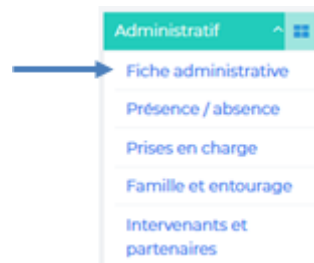 Administratif
Fiche administrative
Présence / absence
Prises en charge
Famille et entourage
Intervenants et
partenaires